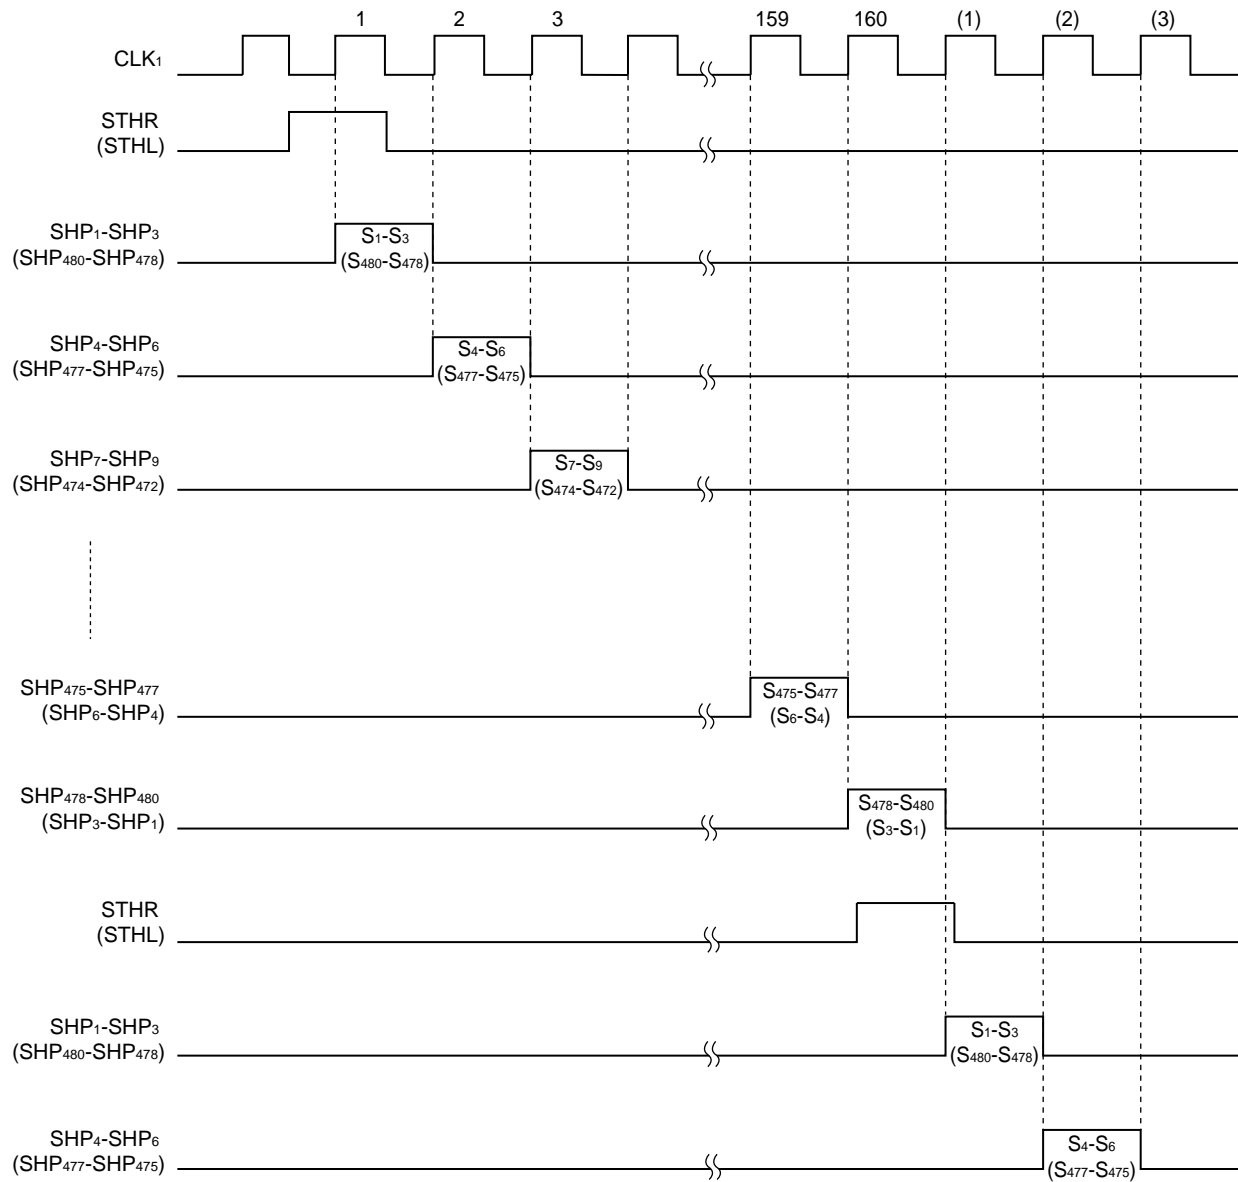 1 2 3 159 160 (1) (2) (3)
CLK₁
STHR
(STHL)
SHP₁-SHP₃
(SHP₄₈₀-SHP₄₇₈)
S₁-S₃
(S₄₈₀-S₄₇₈)
SHP₄-SHP₆
(SHP₄₇₇-SHP₄₇₅)
S₄-S₆
(S₄₇₇-S₄₇₅)
SHP₇-SHP₉
(SHP₄₇₄-SHP₄₇₂)
S₇-S₉
(S₄₇₄-S₄₇₂)
SHP₄₇₅-SHP₄₇₇
(SHP₆-SHP₄)
S₄₇₅-S₄₇₇
(S₆-S₄)
SHP₄₇₈-SHP₄₈₀
(SHP₃-SHP₁)
S₄₇₈-S₄₈₀
(S₃-S₁)
STHR
(STHL)
SHP₁-SHP₃
(SHP₄₈₀-SHP₄₇₈)
S₁-S₃
(S₄₈₀-S₄₇₈)
SHP₄-SHP₆
(SHP₄₇₇-SHP₄₇₅)
S₄-S₆
(S₄₇₇-S₄₇₅)